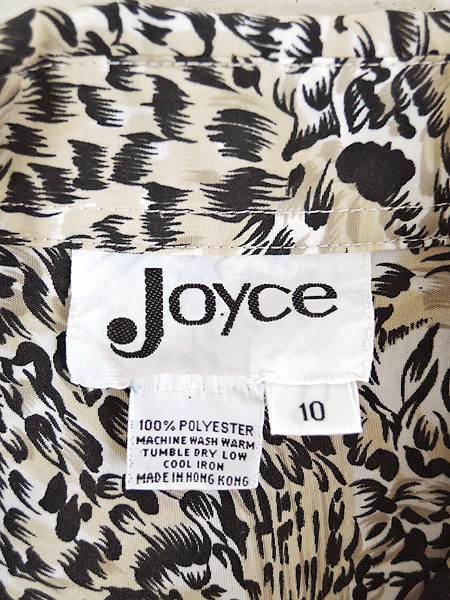 Joyce
10
100% POLYESTER
MACHINE WASH WARM
TUMBLE DRY LOW
COOL IRON
MADE IN HONG KONG